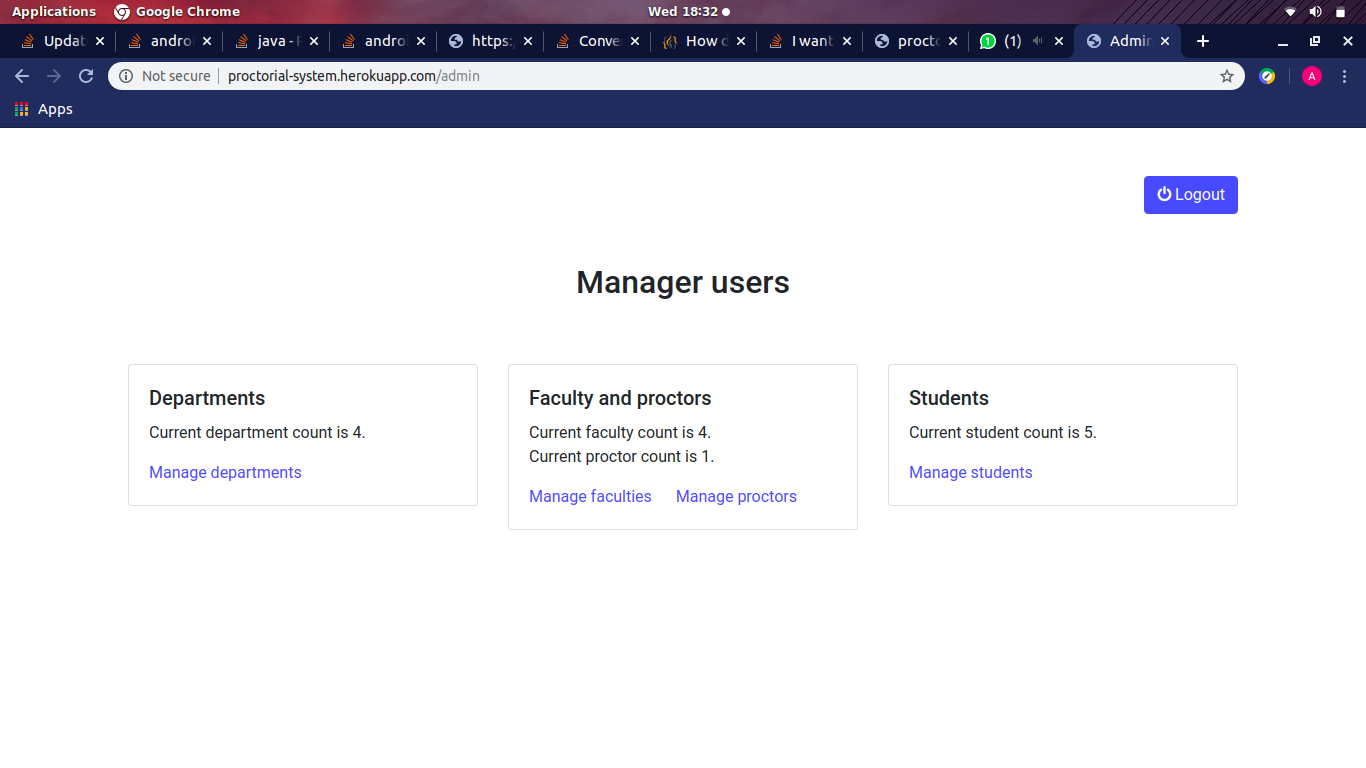 Applications Google Chrome Wed 18:32
Updat andro java - andro https: Conve How I want procto 1 (1) Admin
Not secure proctorial-system.herokuapp.com/admin A
Apps
Logout
Manager users
Departments
Current department count is 4.
Manage departments
Faculty and proctors
Current faculty count is 4.
Current proctor count is 1.
Manage faculties Manage proctors
Students
Current student count is 5.
Manage students